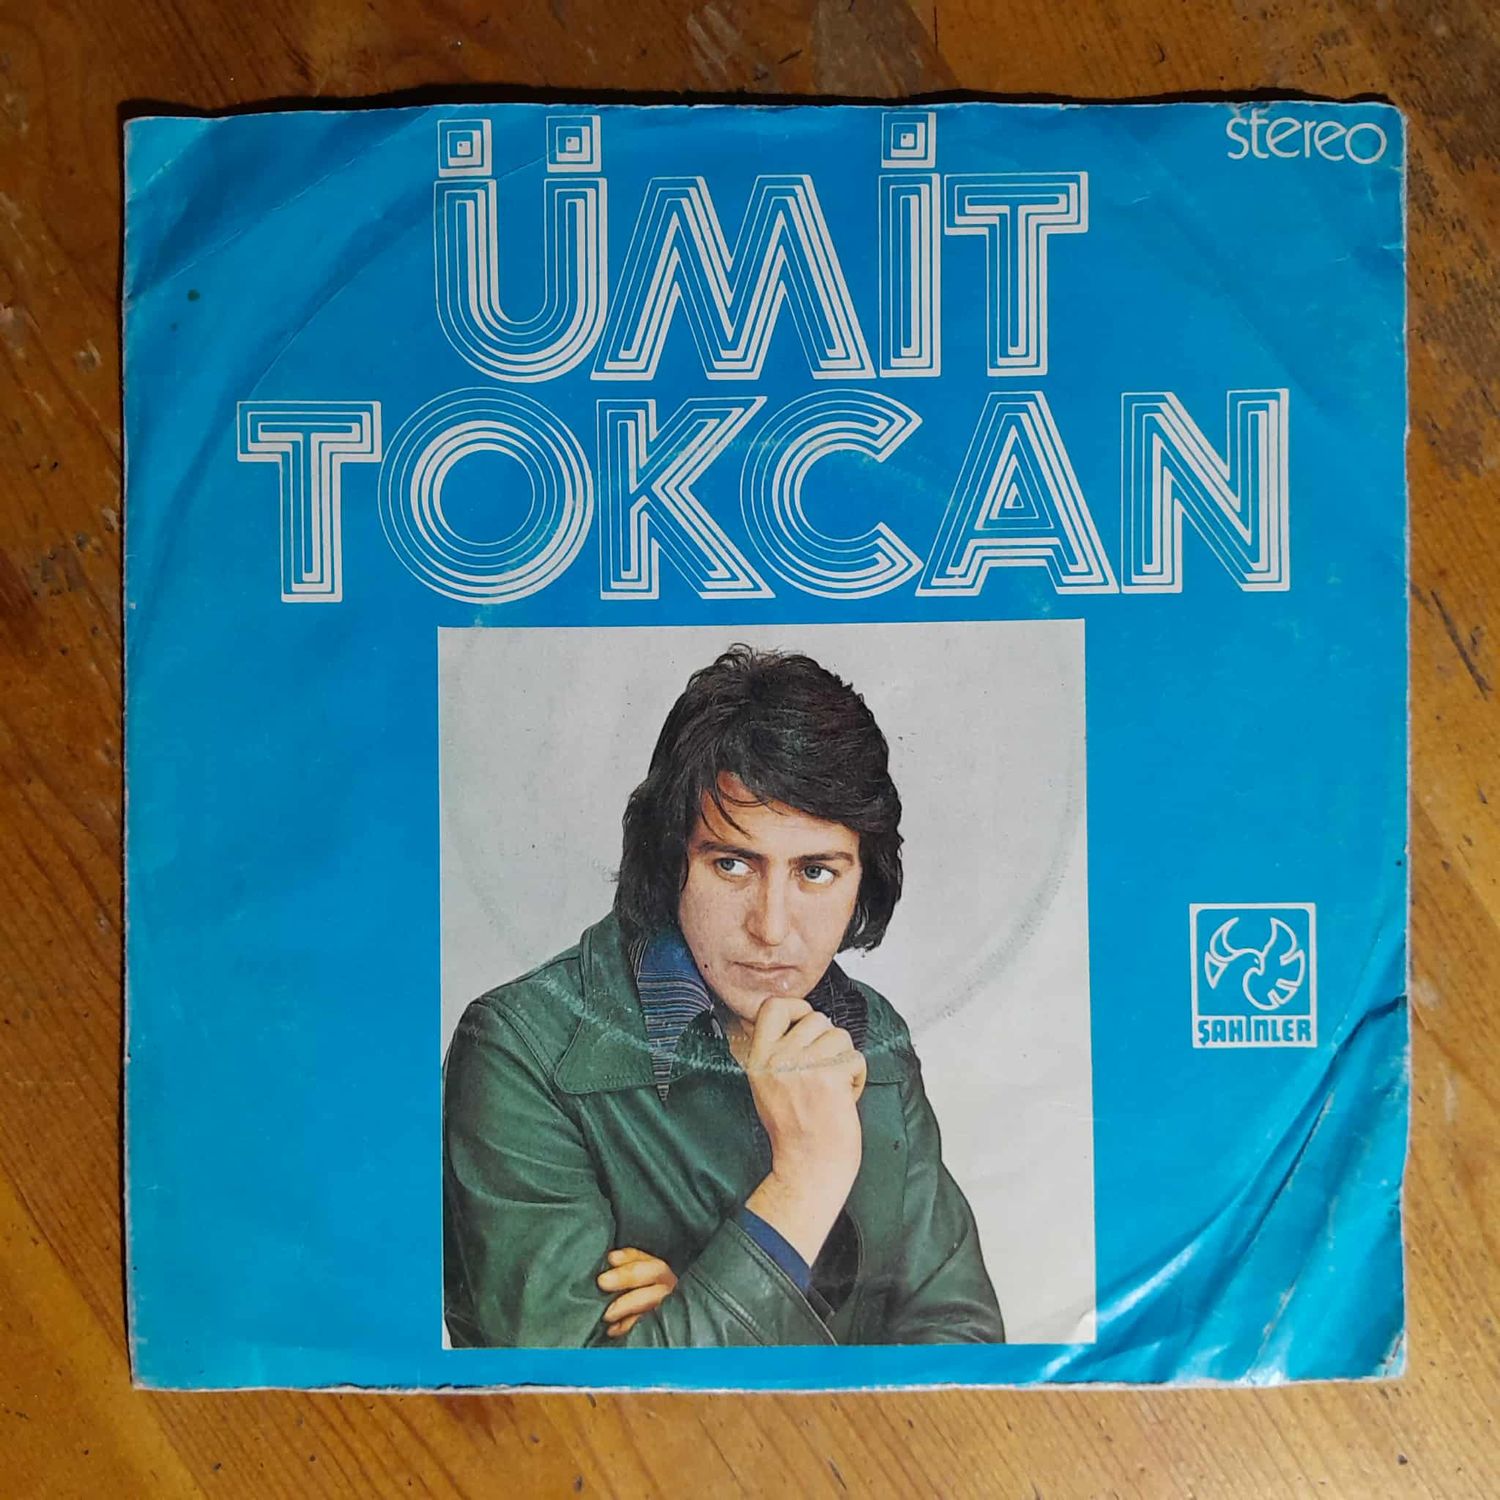 stereo
ÜMİT
TOKCAN
ŞAHİNLER